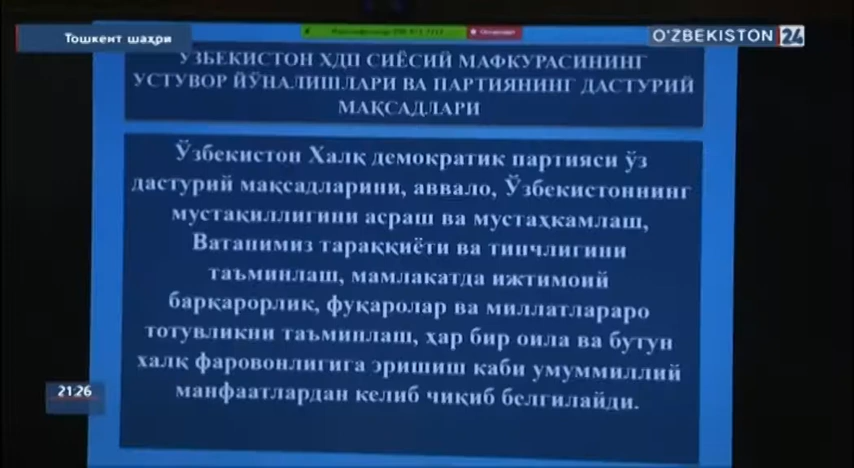 Тошкент шаҳри
O'ZBEKISTON 24
ЎЗБЕКИСТОН ХДП СИЁСИЙ МАФКУРАСИНИНГ
УСТУВОР ЙЎНАЛИШЛАРИ ВА ПАРТИЯНИНГ ДАСТУРИЙ
МАҚСАДЛАРИ
Ўзбекистон Халқ демократик партияси ўз
дастурий мақсадларини, аввало, Ўзбекистоннинг
мустақиллигини асраш ва мустаҳкамлаш,
Ватанимиз тараққиёти ва тинчлигини
таъминлаш, мамлакатда ижтимоий
барқарорлик, фуқаролар ва миллатлараро
тотувликни таъминлаш, ҳар бир оила ва бутун
халқ фаровонлигига эришиш каби умуммиллий
манфаатлардан келиб чиқиб белгилайди.
21:26